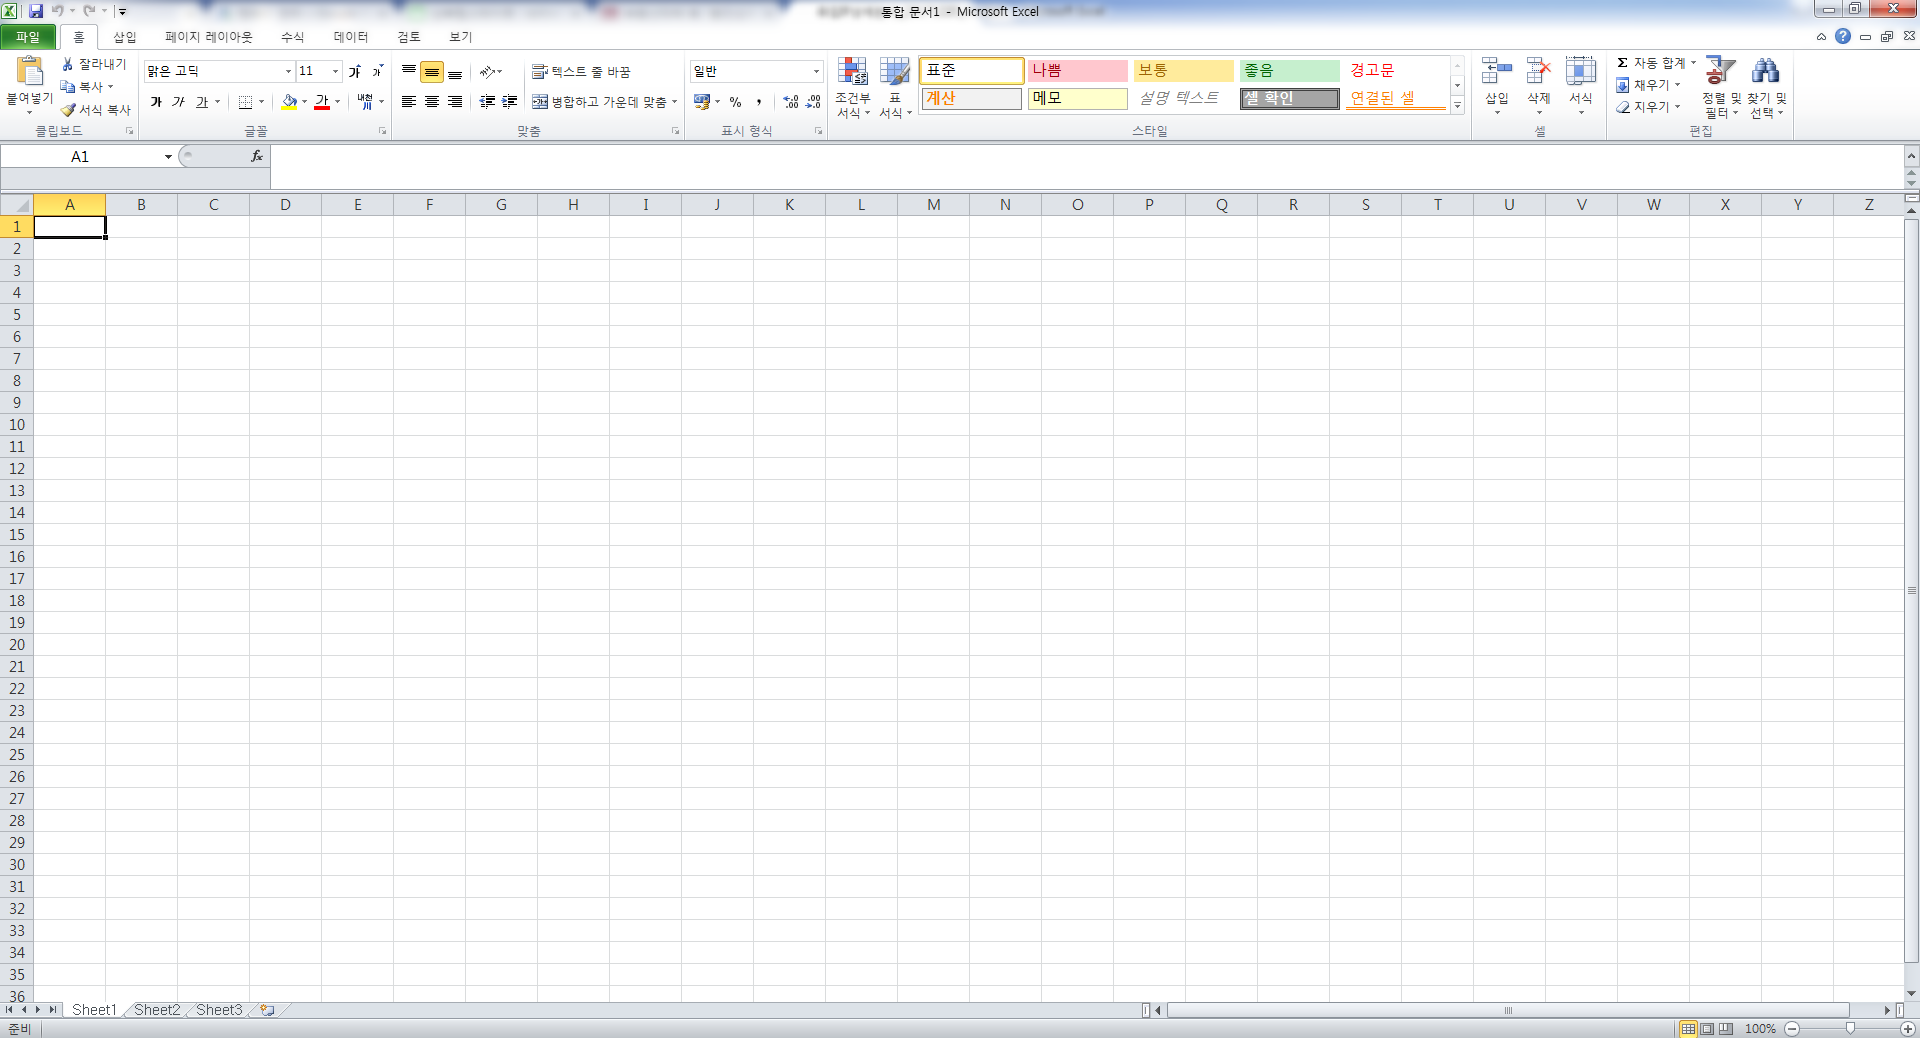 통합 문서1 - Microsoft Excel
파일 홈 삽입 페이지 레이아웃 수식 데이터 검토 보기
붙여넣기 잘라내기 복사 서식 복사 클립보드
맑은 고딕 11 가 가
가 가 가 가 내천 글꼴
텍스트 줄 바꿈
병합하고 가운데 맞춤
맞춤
일반
% ,
표시 형식
조건부 서식 표 서식
표준 나쁨 보통 좋음 경고문
계산 메모 설명 텍스트 셀 확인 연결된 셀
스타일
삽입 삭제 서식
셀
Σ 자동 합계
채우기
지우기
정렬 및 필터 찾기 및 선택
편집
A1 fx
A B C D E F G H I J K L M N O P Q R S T U V W X Y Z
1
2
3
4
5
6
7
8
9
10
11
12
13
14
15
16
17
18
19
20
21
22
23
24
25
26
27
28
29
30
31
32
33
34
35
36
Sheet1 Sheet2 Sheet3
준비 100%